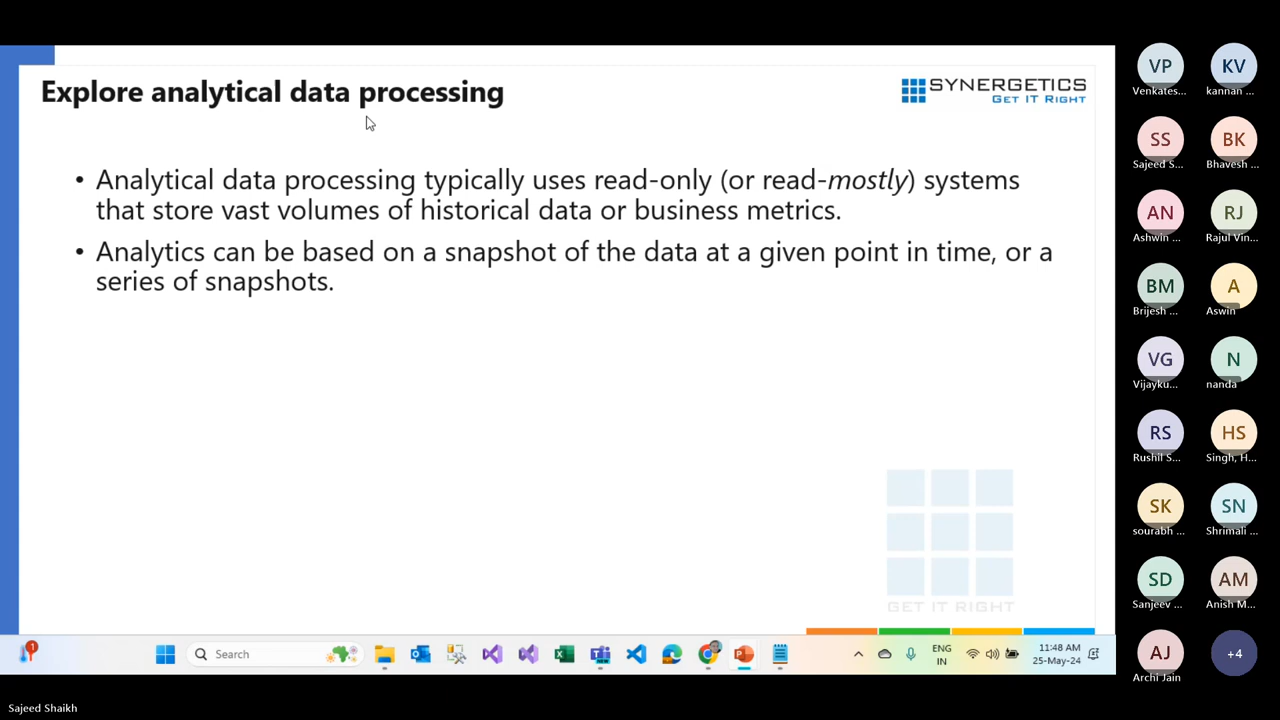 Explore analytical data processing
SYNERGETICS
GET IT RIGHT
• Analytical data processing typically uses read-only (or read-mostly) systems
that store vast volumes of historical data or business metrics.
• Analytics can be based on a snapshot of the data at a given point in time, or a
series of snapshots.
GET IT RIGHT
1
Search
ENG
IN
11:48 AM
25-May-24
VP
Venkates...
KV
kannan ...
SS
Sajeed S...
BK
Bhavesh ...
AN
Ashwin ...
RJ
Rajul Vin...
BM
Brijesh ...
A
Aswin
VG
Vijayku...
N
nanda
RS
Rushil S...
HS
Singh, H...
SK
sourabh ...
SN
Shrimali ...
SD
Sanjeev ...
AM
Anish M...
AJ
Archi Jain
+4
Sajeed Shaikh